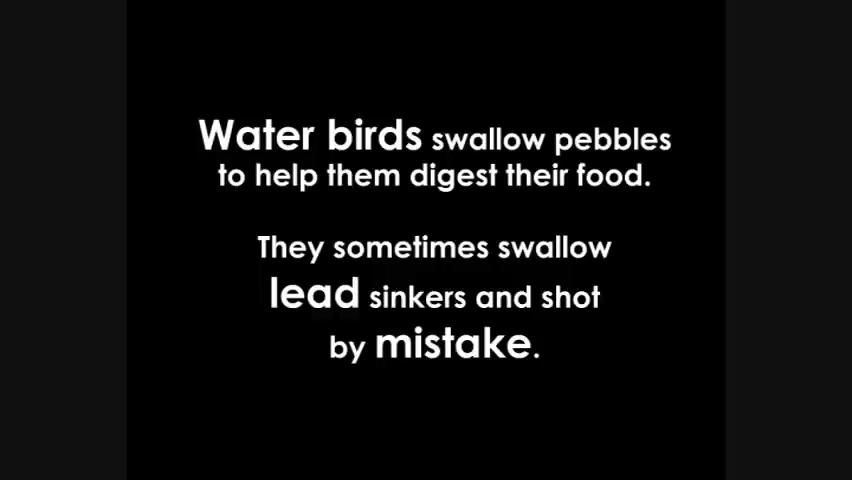 Water birds swallow pebbles
to help them digest their food.
They sometimes swallow
lead sinkers and shot
by mistake.